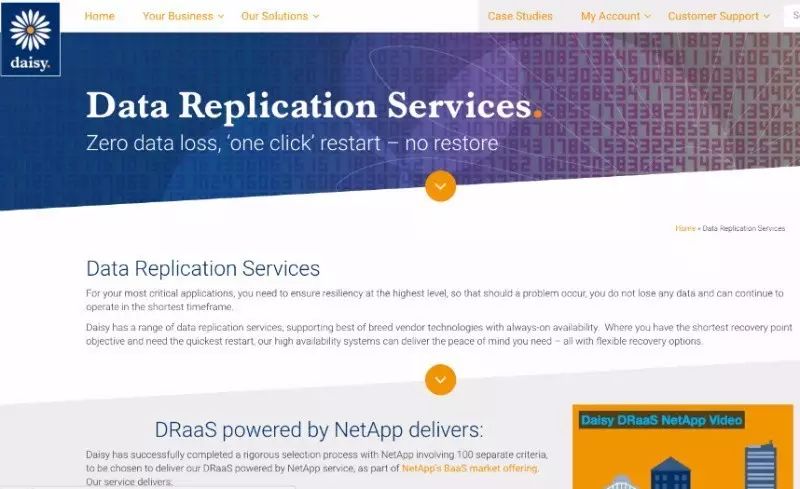 Home Your Business Our Solutions Case Studies My Account Customer Support S
daisy.
Data Replication Services.
Zero data loss, ‘one click’ restart – no restore
Home » Data Replication Services
Data Replication Services
For your most critical applications, you need to ensure resiliency at the highest level, so that should a problem occur, you do not lose any data and can continue to
operate in the shortest timeframe.
Daisy has a range of data replication services, supporting best of breed vendor technologies with always-on availability. Where you have the shortest recovery point
objective and need the quickest restart, our high availability systems can deliver the peace of mind you need – all with flexible recovery options.
DRaaS powered by NetApp delivers:
Daisy has successfully completed a rigorous selection process with NetApp involving 100 separate criteria,
to be chosen to deliver our DRaaS powered by NetApp service, as part of NetApp's BaaS market offering.
Our service delivers:
Daisy DRaaS NetApp Video